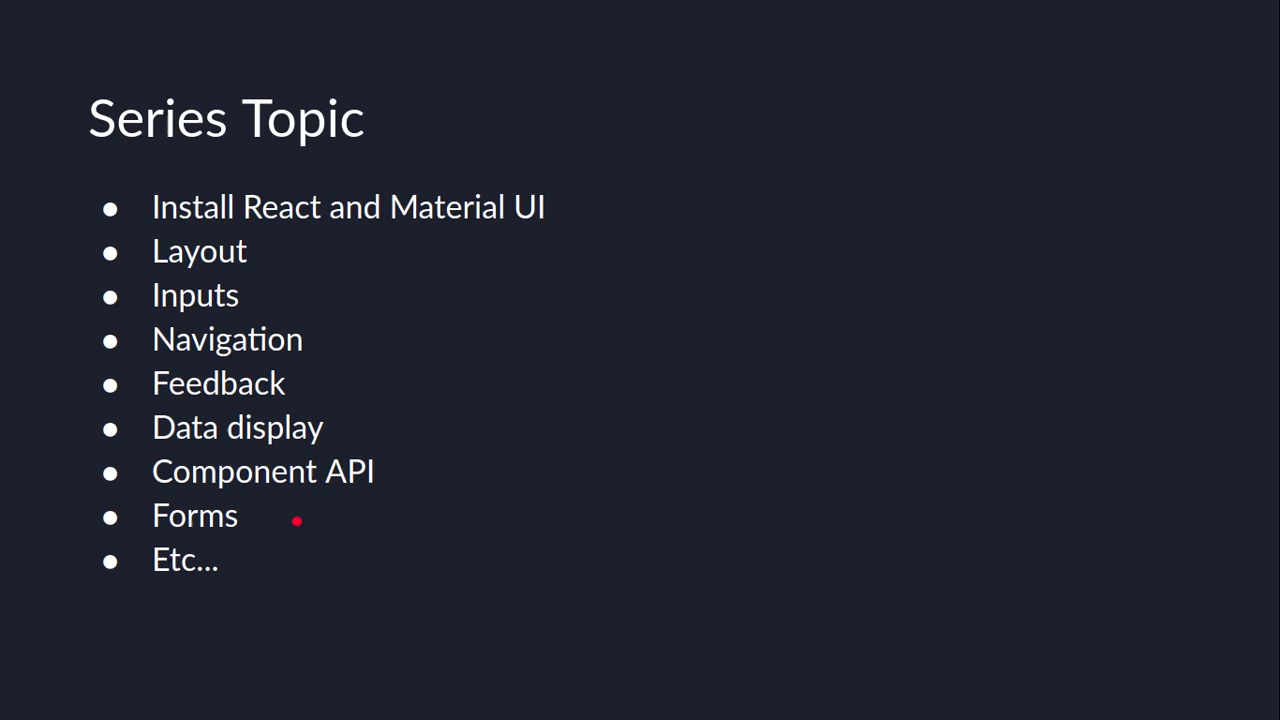 Series Topic
● Install React and Material UI
● Layout
● Inputs
● Navigation
● Feedback
● Data display
● Component API
● Forms
● Etc...